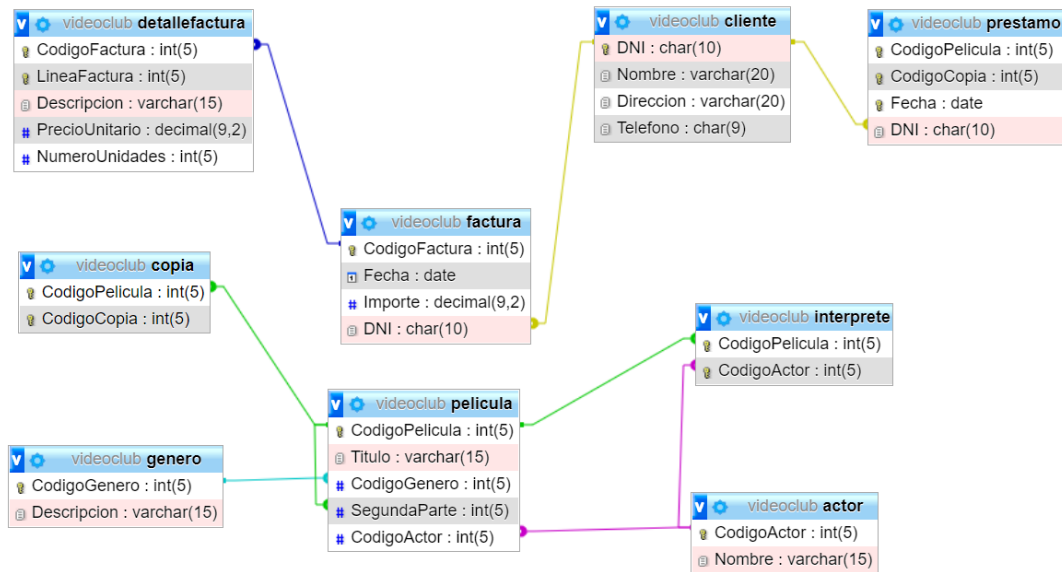 videoclub detallefactura
CodigoFactura : int(5)
LineaFactura : int(5)
Descripcion : varchar(15)
# PrecioUnitario : decimal(9,2)
# NumeroUnidades : int(5)
videoclub cliente
DNI : char(10)
Nombre : varchar(20)
Direccion : varchar(20)
Telefono : char(9)
videoclub prestamo
CodigoPelicula : int(5)
CodigoCopia : int(5)
Fecha : date
DNI : char(10)
videoclub factura
CodigoFactura : int(5)
Fecha : date
# Importe : decimal(9,2)
DNI : char(10)
videoclub copia
CodigoPelicula : int(5)
CodigoCopia : int(5)
videoclub interprete
CodigoPelicula : int(5)
CodigoActor : int(5)
videoclub pelicula
CodigoPelicula : int(5)
Titulo : varchar(15)
# CodigoGenero : int(5)
# SegundaParte : int(5)
# CodigoActor : int(5)
videoclub genero
CodigoGenero : int(5)
Descripcion : varchar(15)
videoclub actor
CodigoActor : int(5)
Nombre : varchar(15)